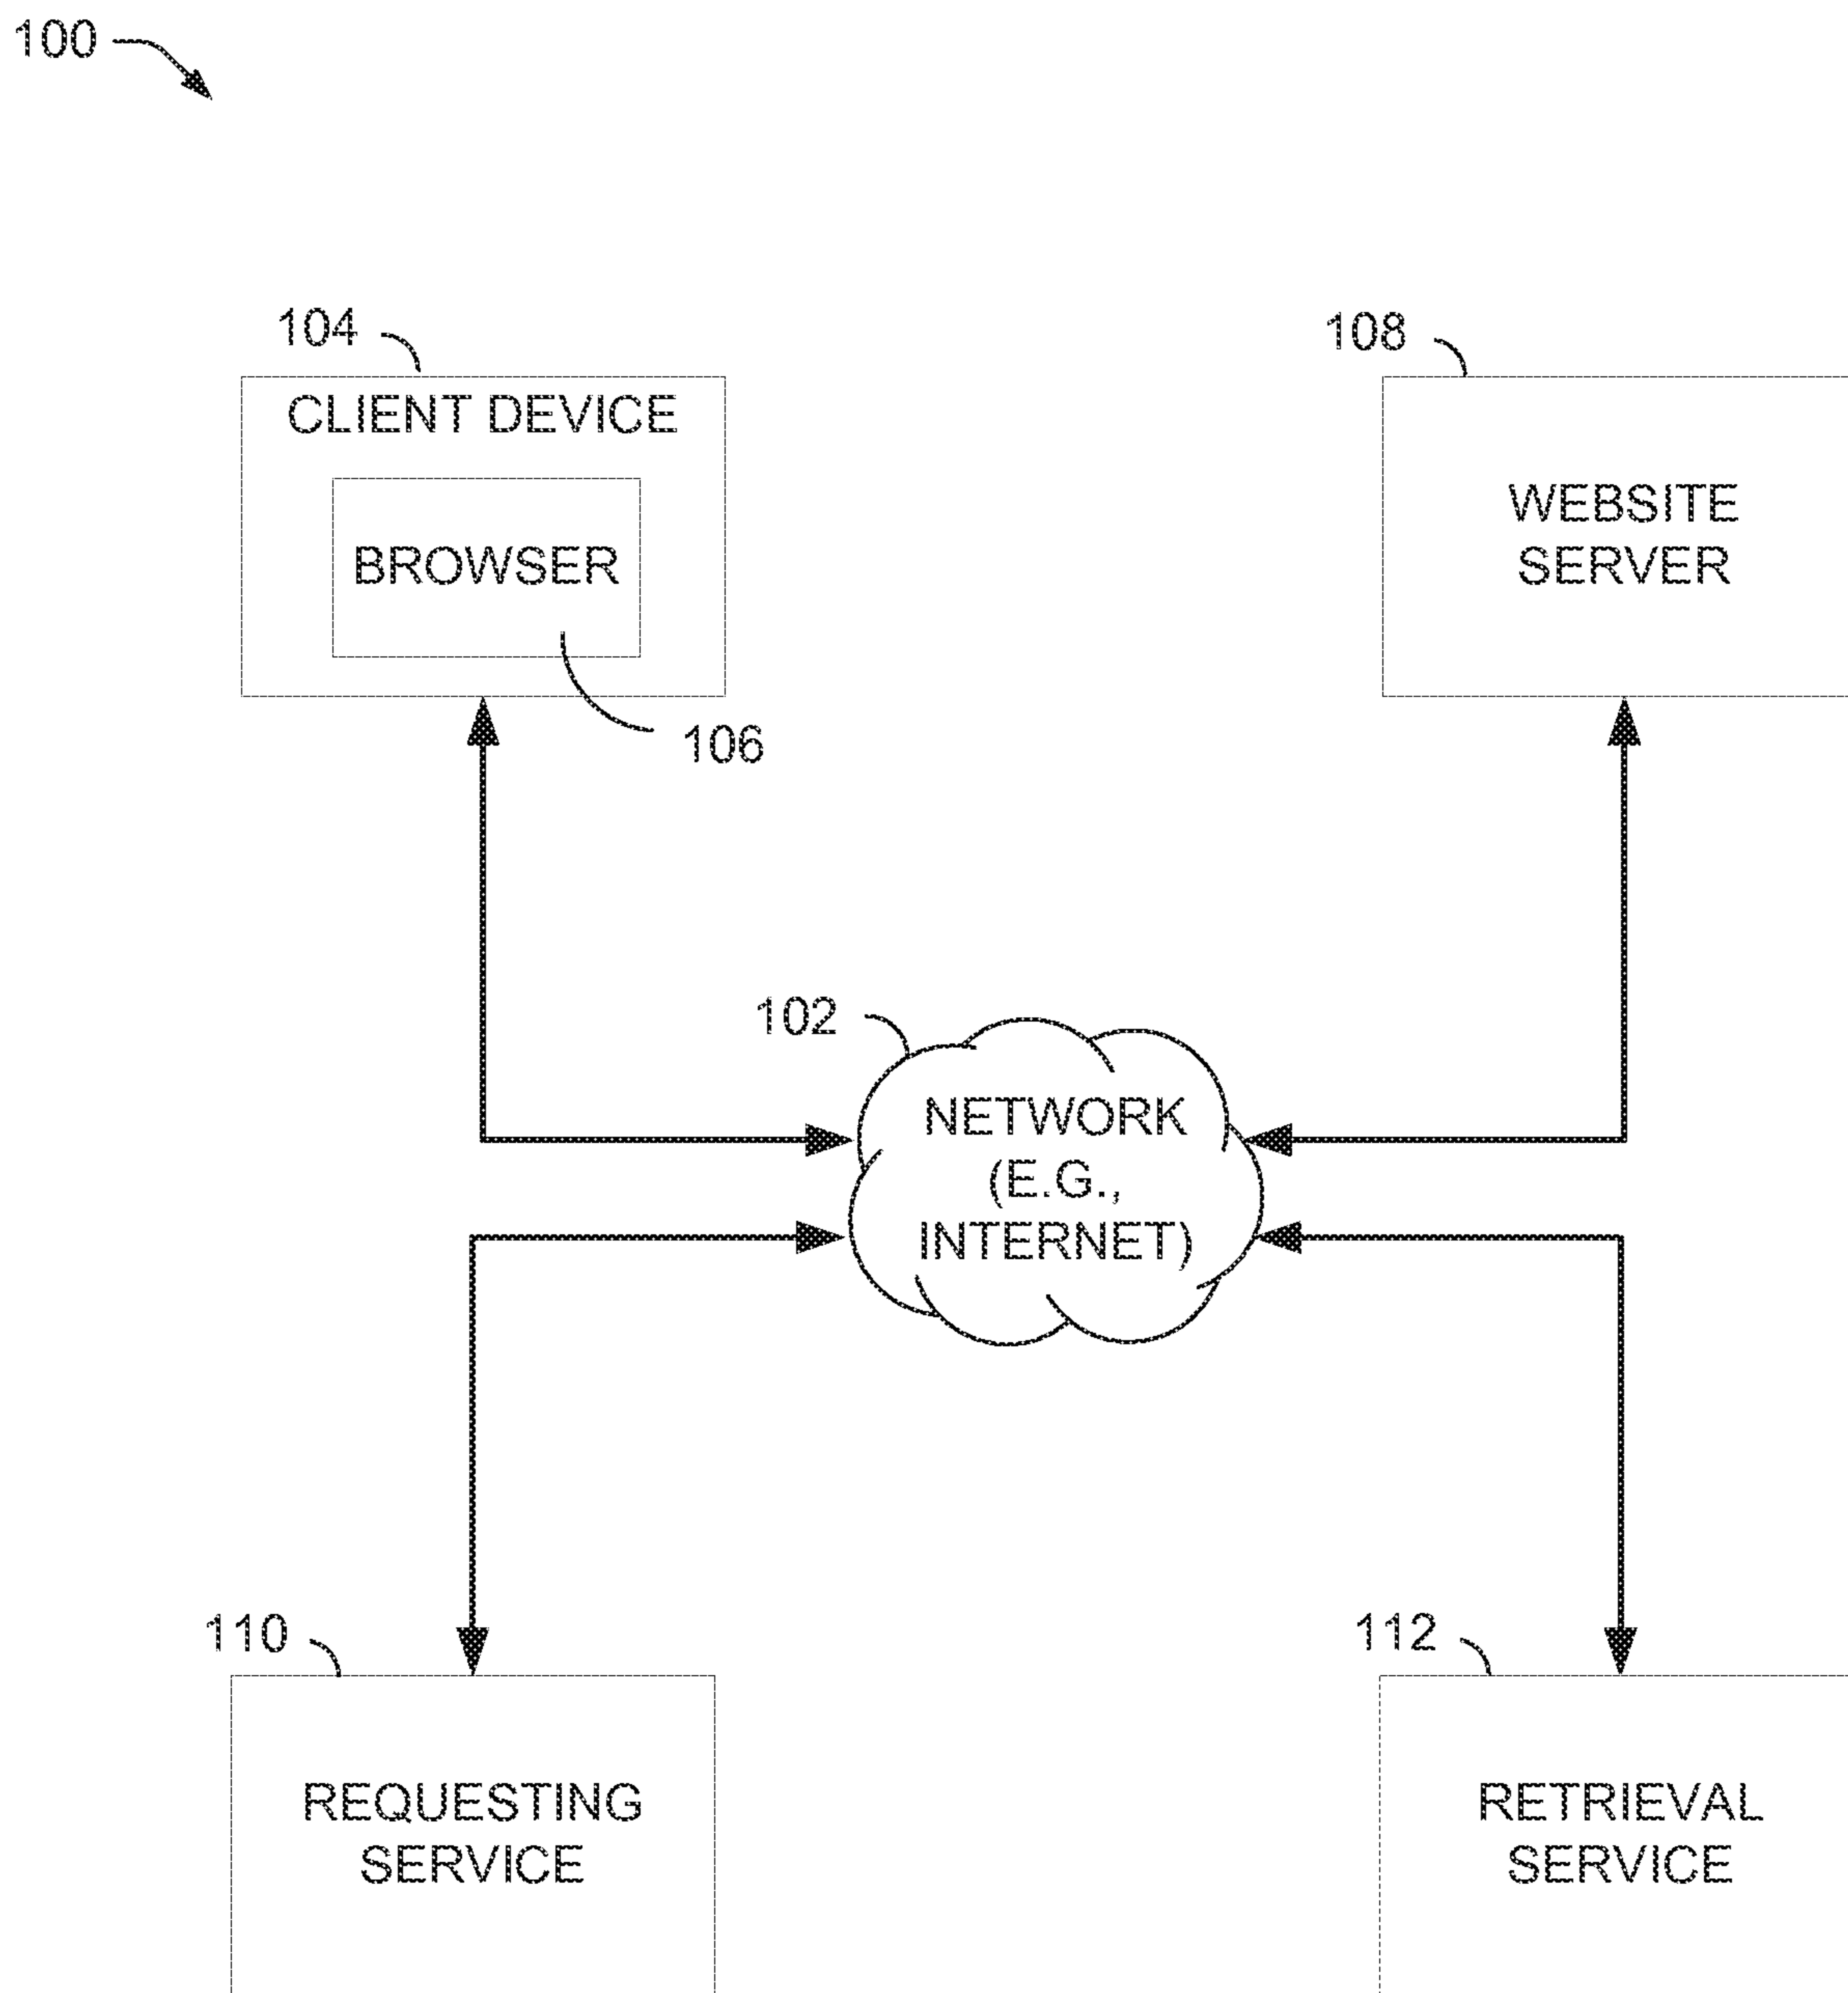 100
104
CLIENT DEVICE
BROWSER
106
108
WEBSITE
SERVER
102
NETWORK
(E.G.,
INTERNET)
110
REQUESTING
SERVICE
112
RETRIEVAL
SERVICE